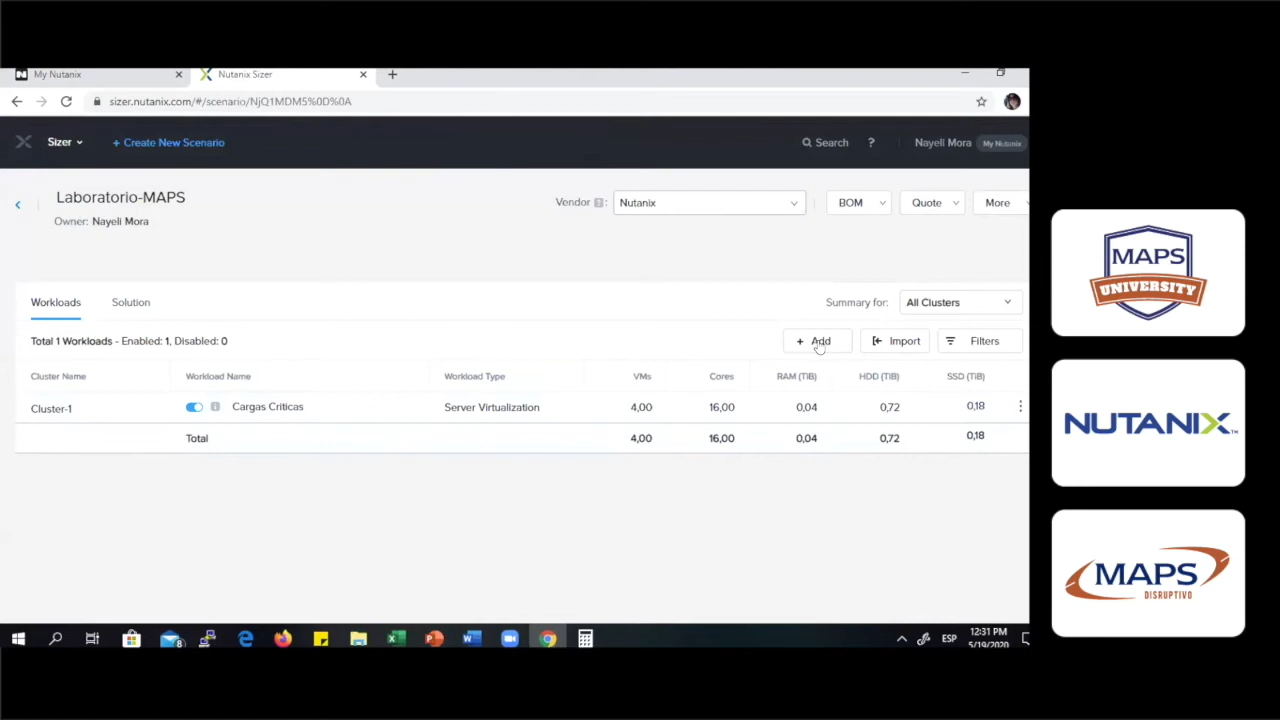 My Nutanix
Nutanix Sizer
sizer.nutanix.com/#/scenario/NjQ1MDM5%0D%0A
Sizer
+ Create New Scenario
Search
?
Nayeli Mora
My Nutanix
Laboratorio-MAPS
Owner: Nayeli Mora
Vendor ? :
Nutanix
BOM
Quote
More
Workloads
Solution
Summary for:
All Clusters
Total 1 Workloads - Enabled: 1, Disabled: 0
+ Add
Import
Filters
Cluster Name Workload Name Workload Type VMs Cores RAM (TiB) HDD (TiB) SSD (TiB)
Cluster-1 Cargas Criticas Server Virtualization 4,00 16,00 0,04 0,72 0,18
Total 4,00 16,00 0,04 0,72 0,18
8
ESP
12:31 PM
5/19/2020
MAPS
UNIVERSITY
NUTANIX™
MAPS
DISRUPTIVO